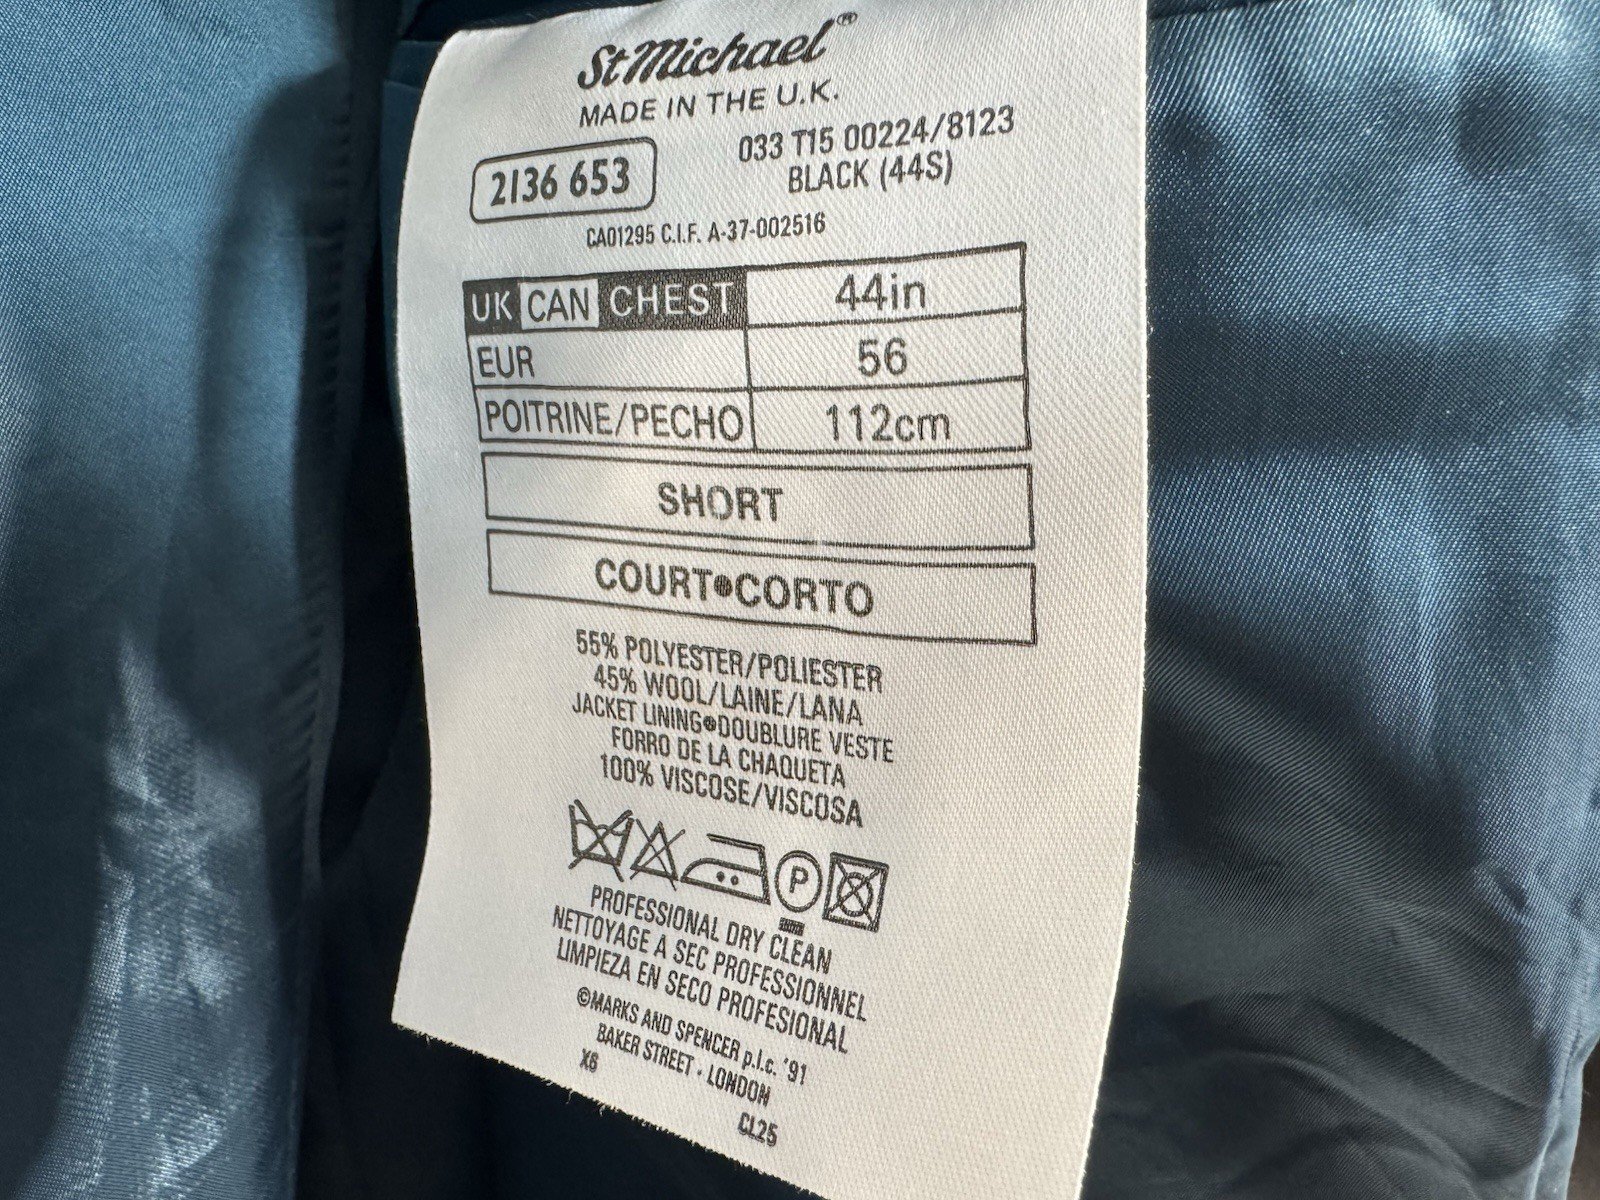 St Michael®
MADE IN THE U.K.
2136 653
033 T15 00224/8123
BLACK (44S)
CA01295 C.I.F. A-37-002516
UK CAN CHEST 44in
EUR 56
POITRINE/PECHO 112cm
SHORT
COURT●CORTO
55% POLYESTER/POLIESTER
45% WOOL/LAINE/LANA
JACKET LINING●DOUBLURE VESTE
FORRO DE LA CHAQUETA
100% VISCOSE/VISCOSA
P
PROFESSIONAL DRY CLEAN
NETTOYAGE A SEC PROFESSIONNEL
LIMPIEZA EN SECO PROFESIONAL
©MARKS AND SPENCER p.l.c. '91
BAKER STREET - LONDON
X6
CL25